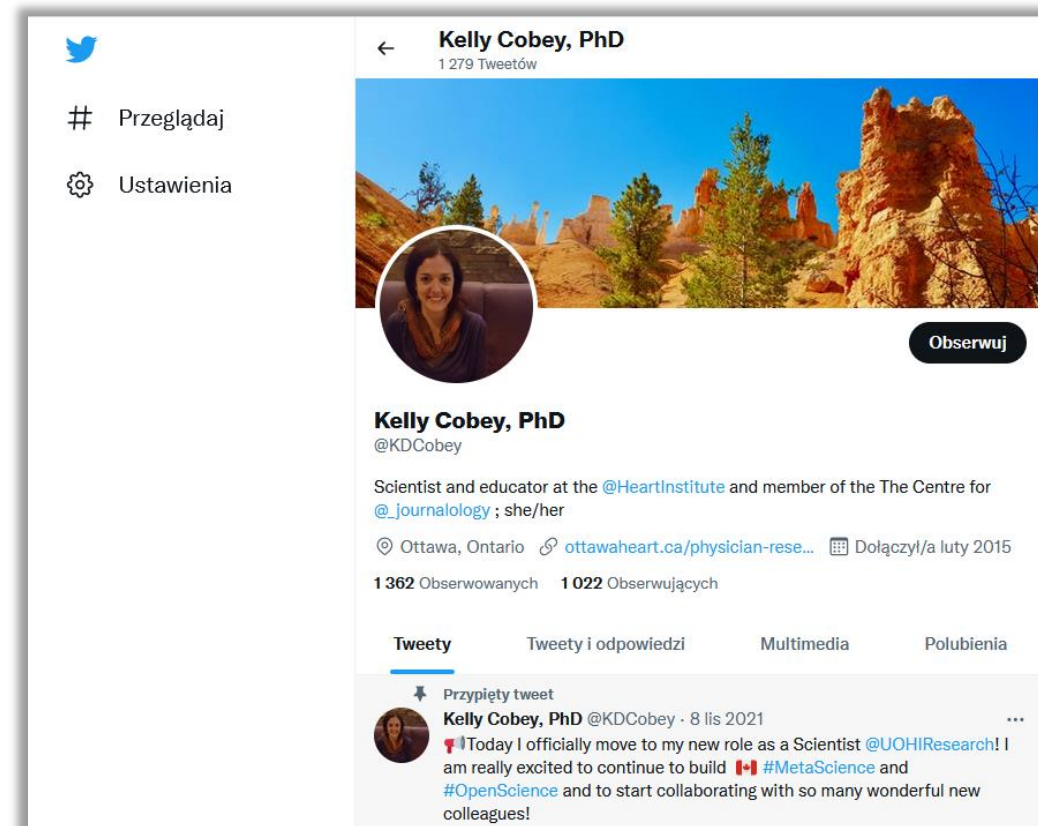 Kelly Cobey, PhD
1 279 Tweetów
# Przeglądaj
Ustawienia
Obserwuj
Kelly Cobey, PhD
@KDCobey
Scientist and educator at the @HeartInstitute and member of the The Centre for
@_journalology ; she/her
Ottawa, Ontario ottawaheart.ca/physician-rese... Dołączył/a luty 2015
1 362 Obserwowanych 1 022 Obserwujących
Tweety Tweety i odpowiedzi Multimedia Polubienia
Przypięty tweet
Kelly Cobey, PhD @KDCobey · 8 lis 2021 ...
📢Today I officially move to my new role as a Scientist @UOHIResearch! I
am really excited to continue to build 🇨🇦 #MetaScience and
#OpenScience and to start collaborating with so many wonderful new
colleagues!